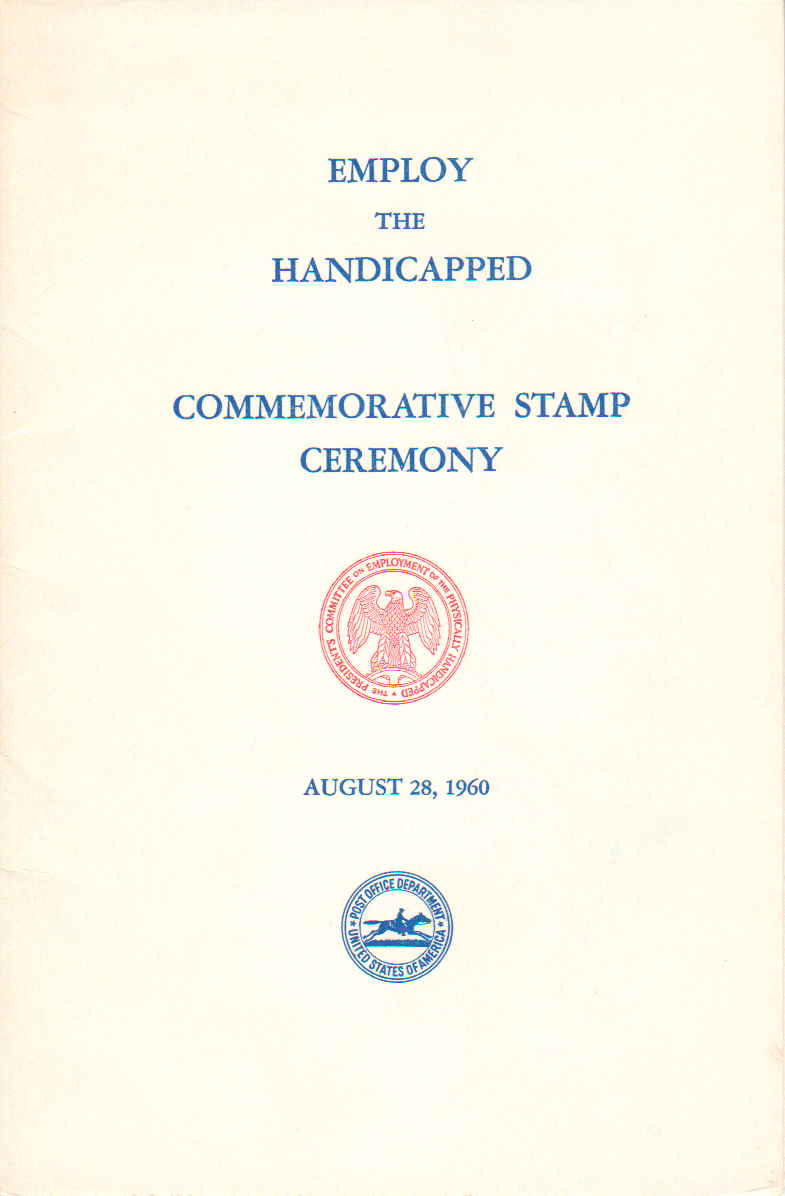 EMPLOY
THE
HANDICAPPED
COMMEMORATIVE STAMP
CEREMONY
THE PRESIDENT'S COMMITTEE ON EMPLOYMENT OF THE PHYSICALLY HANDICAPPED
AUGUST 28, 1960
POST OFFICE DEPARTMENT
UNITED STATES OF AMERICA